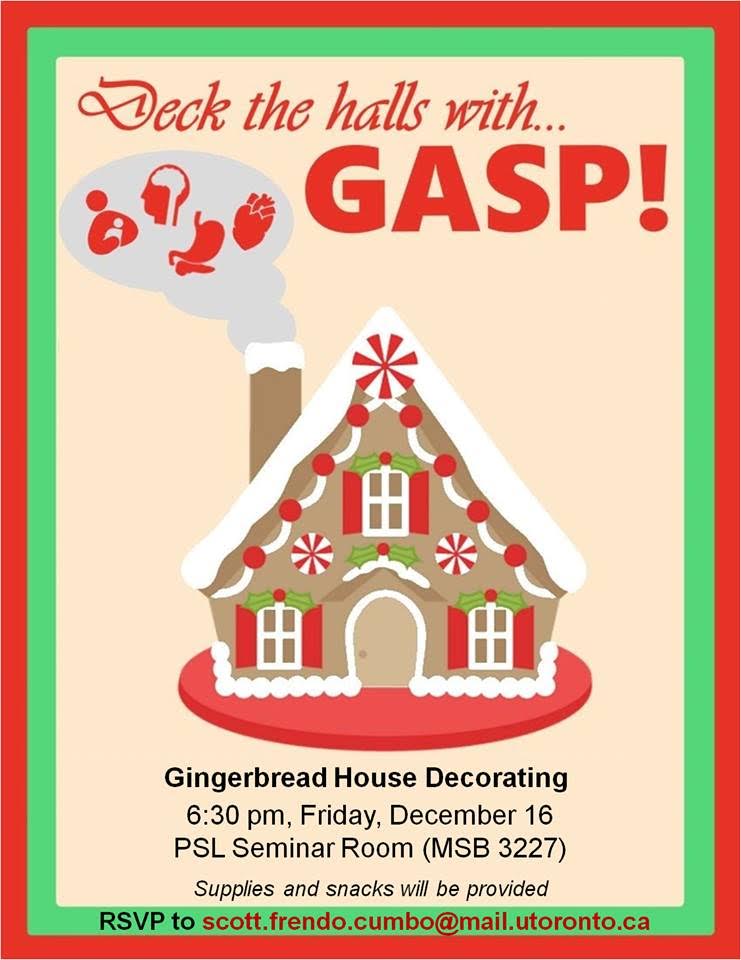 Deck the halls with...
GASP!
Gingerbread House Decorating
6:30 pm, Friday, December 16
PSL Seminar Room (MSB 3227)
Supplies and snacks will be provided
RSVP to scott.frendo.cumbo@mail.utoronto.ca